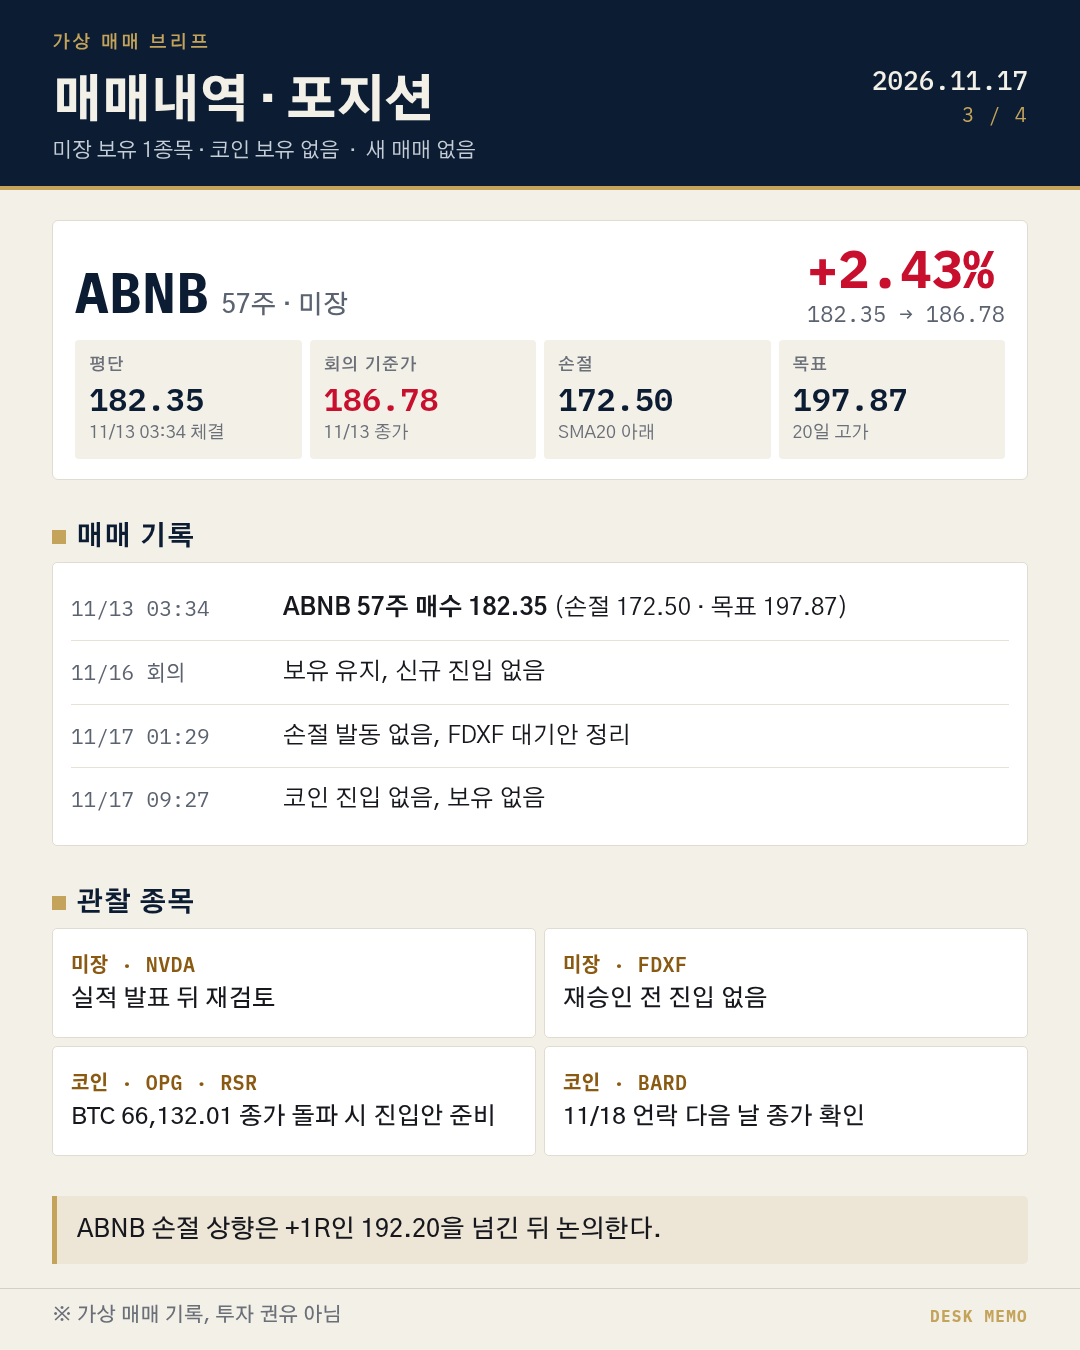 가상 매매 브리프
매매내역 · 포지션
미장 보유 1종목 · 코인 보유 없음 · 새 매매 없음
2026.11.17
3 / 4
ABNB 57주 · 미장
+2.43%
182.35 → 186.78
평단
182.35
11/13 03:34 체결
회의 기준가
186.78
11/13 종가
손절
172.50
SMA20 아래
목표
197.87
20일 고가
매매 기록
11/13 03:34 ABNB 57주 매수 182.35 (손절 172.50 · 목표 197.87)
11/16 회의 보유 유지, 신규 진입 없음
11/17 01:29 손절 발동 없음, FDXF 대기안 정리
11/17 09:27 코인 진입 없음, 보유 없음
관찰 종목
미장 · NVDA
실적 발표 뒤 재검토
미장 · FDXF
재승인 전 진입 없음
코인 · OPG · RSR
BTC 66,132.01 종가 돌파 시 진입안 준비
코인 · BARD
11/18 언락 다음 날 종가 확인
ABNB 손절 상향은 +1R인 192.20을 넘긴 뒤 논의한다.
※ 가상 매매 기록, 투자 권유 아님
DESK MEMO